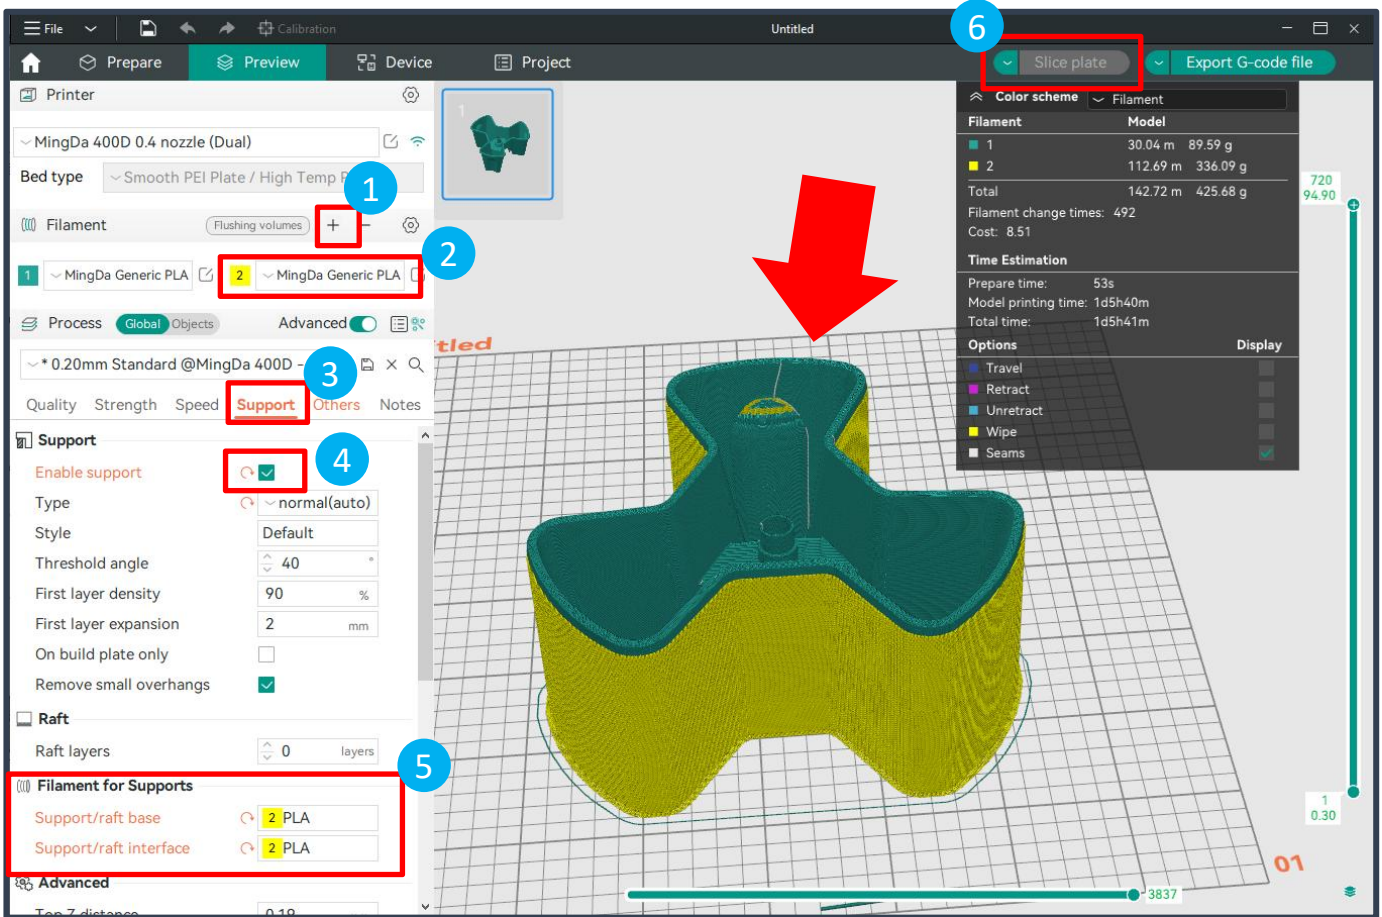 File
Calibration
Untitled
6
Prepare
Preview
Device
Project
Slice plate
Export G-code file
Printer
MingDa 400D 0.4 nozzle (Dual)
Bed type
Smooth PEI Plate / High Temp
1
Filament
Flushing volumes
+ −
2
1 MingDa Generic PLA
2 MingDa Generic PLA
Process
Global
Objects
Advanced
* 0.20mm Standard @MingDa 400D -
3
Quality
Strength
Speed
Support
Others
Notes
Support
Enable support
4
Type
normal(auto)
Style
Default
Threshold angle
40 °
First layer density
90 %
First layer expansion
2 mm
On build plate only
Remove small overhangs
Raft
Raft layers
0 layers
5
Filament for Supports
Support/raft base
2 PLA
Support/raft interface
2 PLA
Advanced
Top Z distance
0.19
1
Color scheme
Filament
Filament Model
1 30.04 m 89.59 g
2 112.69 m 336.09 g
Total 142.72 m 425.68 g
Filament change times: 492
Cost: 8.51
Time Estimation
Prepare time: 53s
Model printing time: 1d5h40m
Total time: 1d5h41m
Options Display
Travel
Retract
Unretract
Wipe
Seams
720
94.90
tled
1
0.30
01
3837